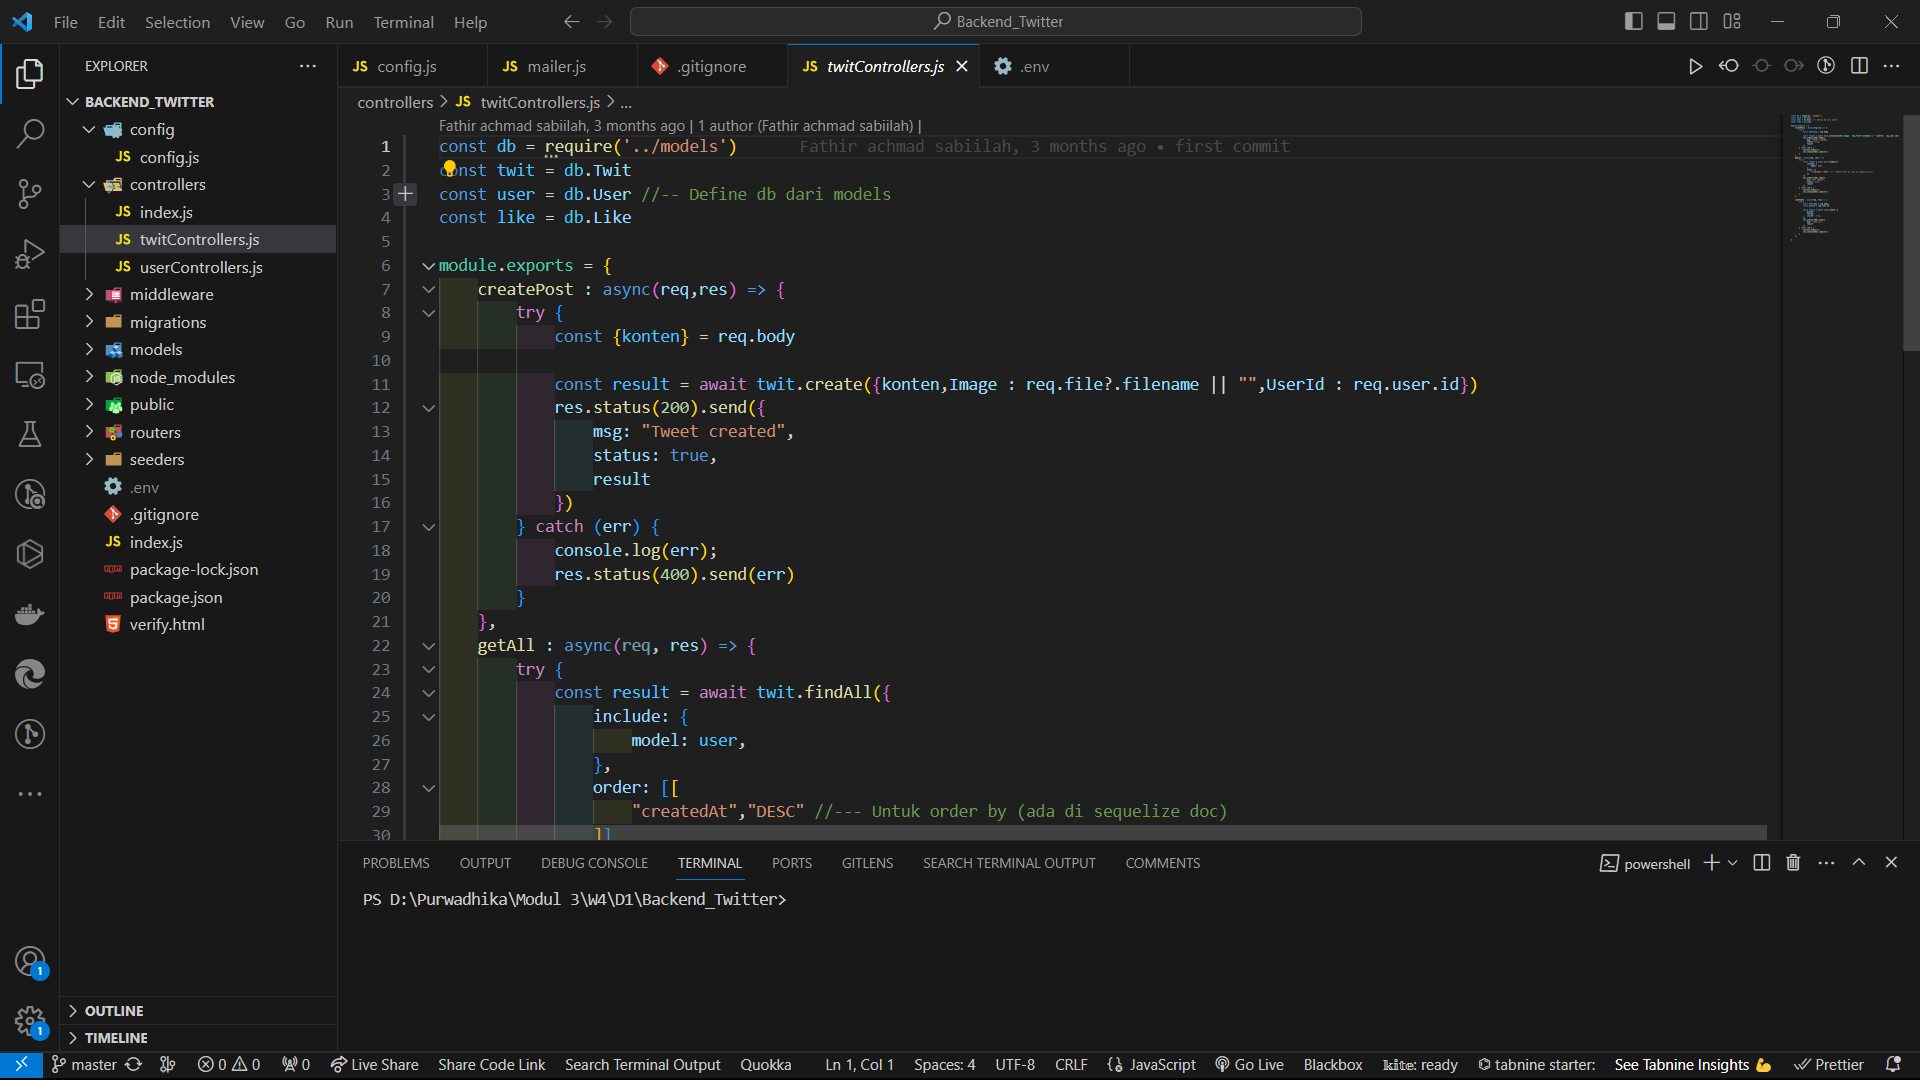 File Edit Selection View Go Run Terminal Help
Backend_Twitter
EXPLORER
BACKEND_TWITTER
config
JS config.js
controllers
JS index.js
JS twitControllers.js
JS userControllers.js
middleware
migrations
models
node_modules
public
routers
seeders
.env
.gitignore
JS index.js
package-lock.json
package.json
verify.html
OUTLINE
TIMELINE
JS config.js
JS mailer.js
.gitignore
JS twitControllers.js
.env
controllers > JS twitControllers.js > ...
Fathir achmad sabiilah, 3 months ago | 1 author (Fathir achmad sabiilah) |
1 const db = require('../models') Fathir achmad sabiilah, 3 months ago • first commit
2 const twit = db.Twit
3 const user = db.User //-- Define db dari models
4 const like = db.Like
5
6 module.exports = {
7 createPost : async(req,res) => {
8 try {
9 const {konten} = req.body
10
11 const result = await twit.create({konten,Image : req.file?.filename || "",UserId : req.user.id})
12 res.status(200).send({
13 msg: "Tweet created",
14 status: true,
15 result
16 })
17 } catch (err) {
18 console.log(err);
19 res.status(400).send(err)
20 }
21 },
22 getAll : async(req, res) => {
23 try {
24 const result = await twit.findAll({
25 include: {
26 model: user,
27 },
28 order: [[
29 "createdAt","DESC" //--- Untuk order by (ada di sequelize doc)
30 ]]
PROBLEMS OUTPUT DEBUG CONSOLE TERMINAL PORTS GITLENS SEARCH TERMINAL OUTPUT COMMENTS
powershell
PS D:\Purwadhika\Modul 3\W4\D1\Backend_Twitter>
1
1
master 0 0 0 Live Share Share Code Link Search Terminal Output Quokka Ln 1, Col 1 Spaces: 4 UTF-8 CRLF {} JavaScript Go Live Blackbox kite: ready tabnine starter: See Tabnine Insights Prettier